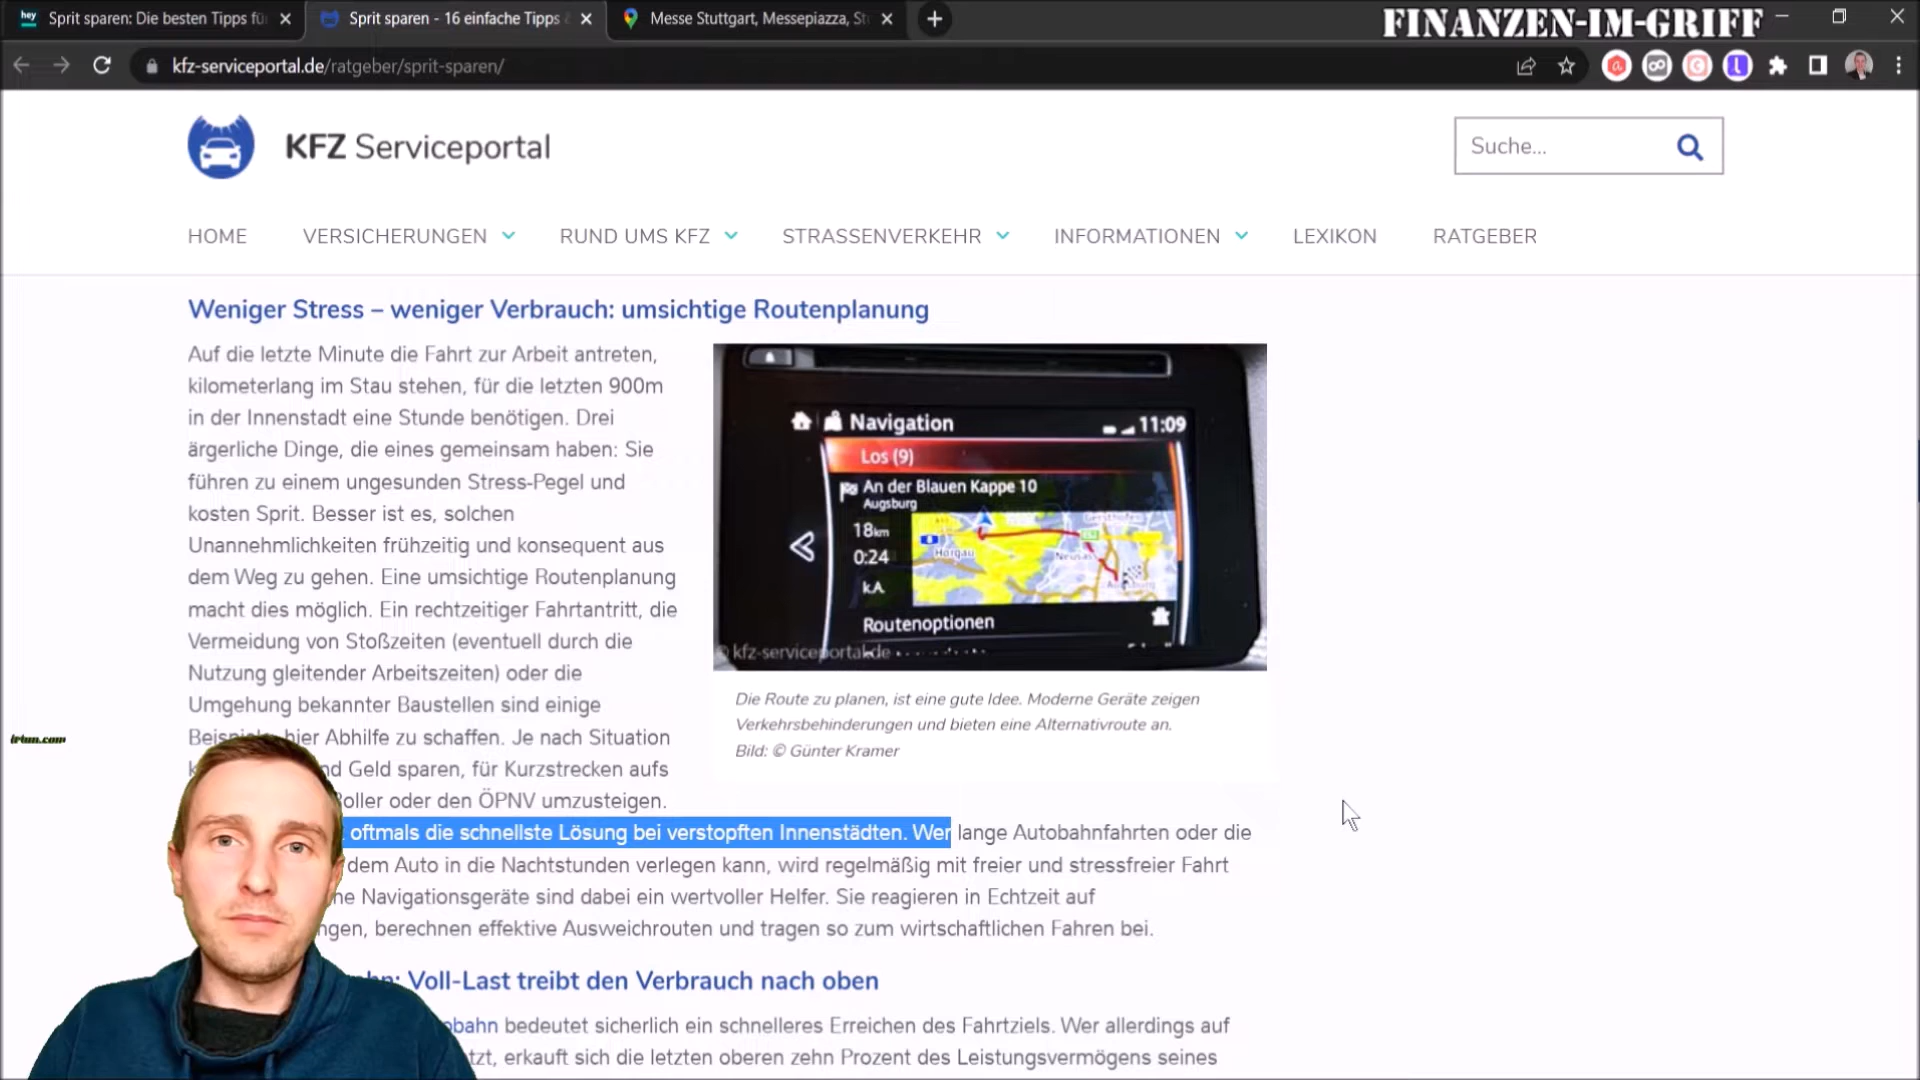 hey Sprit sparen: Die besten Tipps fü
Sprit sparen - 16 einfache Tipps
Messe Stuttgart, Messepiazza, St
FINANZEN-IM-GRIFF
kfz-serviceportal.de/ratgeber/sprit-sparen/
KFZ Serviceportal
Suche...
HOME VERSICHERUNGEN RUND UMS KFZ STRASSENVERKEHR INFORMATIONEN LEXIKON RATGEBER
Weniger Stress – weniger Verbrauch: umsichtige Routenplanung
Auf die letzte Minute die Fahrt zur Arbeit antreten,
kilometerlang im Stau stehen, für die letzten 900m
in der Innenstadt eine Stunde benötigen. Drei
ärgerliche Dinge, die eines gemeinsam haben: Sie
führen zu einem ungesunden Stress-Pegel und
kosten Sprit. Besser ist es, solchen
Unannehmlichkeiten frühzeitig und konsequent aus
dem Weg zu gehen. Eine umsichtige Routenplanung
macht dies möglich. Ein rechtzeitiger Fahrtantritt, die
Vermeidung von Stoßzeiten (eventuell durch die
Nutzung gleitender Arbeitszeiten) oder die
Umgehung bekannter Baustellen sind einige
hier Abhilfe zu schaffen. Je nach Situation
nd Geld sparen, für Kurzstrecken aufs
Roller oder den ÖPNV umzusteigen.
oftmals die schnellste Lösung bei verstopften Innenstädten. Wer lange Autobahnfahrten oder die
dem Auto in die Nachtstunden verlegen kann, wird regelmäßig mit freier und stressfreier Fahrt
ne Navigationsgeräte sind dabei ein wertvoller Helfer. Sie reagieren in Echtzeit auf
ngen, berechnen effektive Ausweichrouten und tragen so zum wirtschaftlichen Fahren bei.
Navigation 11:09
Los (9)
An der Blauen Kappe 10
Augsburg
18km
0:24
kA
Horgau
Gersthofen
Routenoptionen
© kfz-serviceportal.de
Die Route zu planen, ist eine gute Idee. Moderne Geräte zeigen
Verkehrsbehinderungen und bieten eine Alternativroute an.
Bild: © Günter Kramer
Voll-Last treibt den Verbrauch nach oben
obahn bedeutet sicherlich ein schnelleres Erreichen des Fahrtziels. Wer allerdings auf
tzt, erkauft sich die letzten oberen zehn Prozent des Leistungsvermögens seines